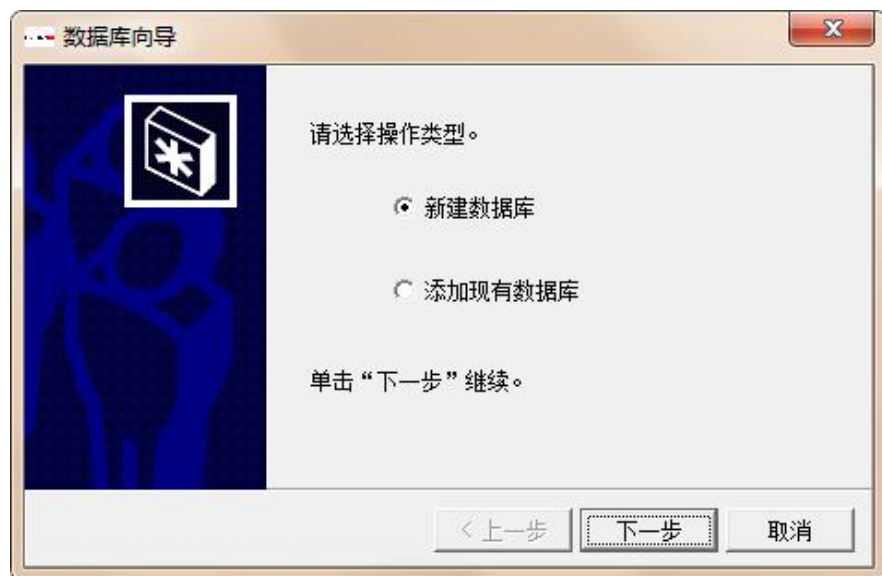 数据库向导
请选择操作类型。
新建数据库
添加现有数据库
单击“下一步”继续。
<上一步
下一步
取消